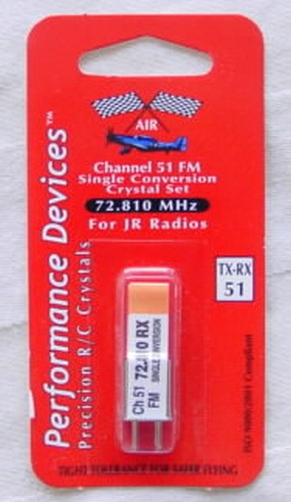 AIR
Channel 51 FM
Single Conversion
Crystal Set
72.810 MHz
For JR Radios
Performance Devices™
Precision R/C Crystals
TX-RX
51
Ch 51 72.810 RX
FM SINGLE CONVERSION
ISO 9000/2001 Compliant
TIGHT TOLERANCE FOR SAFER FLYING